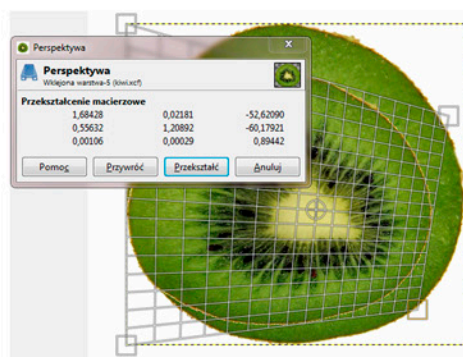 Perspektywa
Perspektywa
Wklejona warstwa-5 (kiwi.xcf)
Przekształcenie macierzowe
1,68428 0,02181 -52,62090
0,55632 1,20892 -60,17921
0,00106 0,00029 0,89442
Pomoc Przywróć Przekształć Anuluj